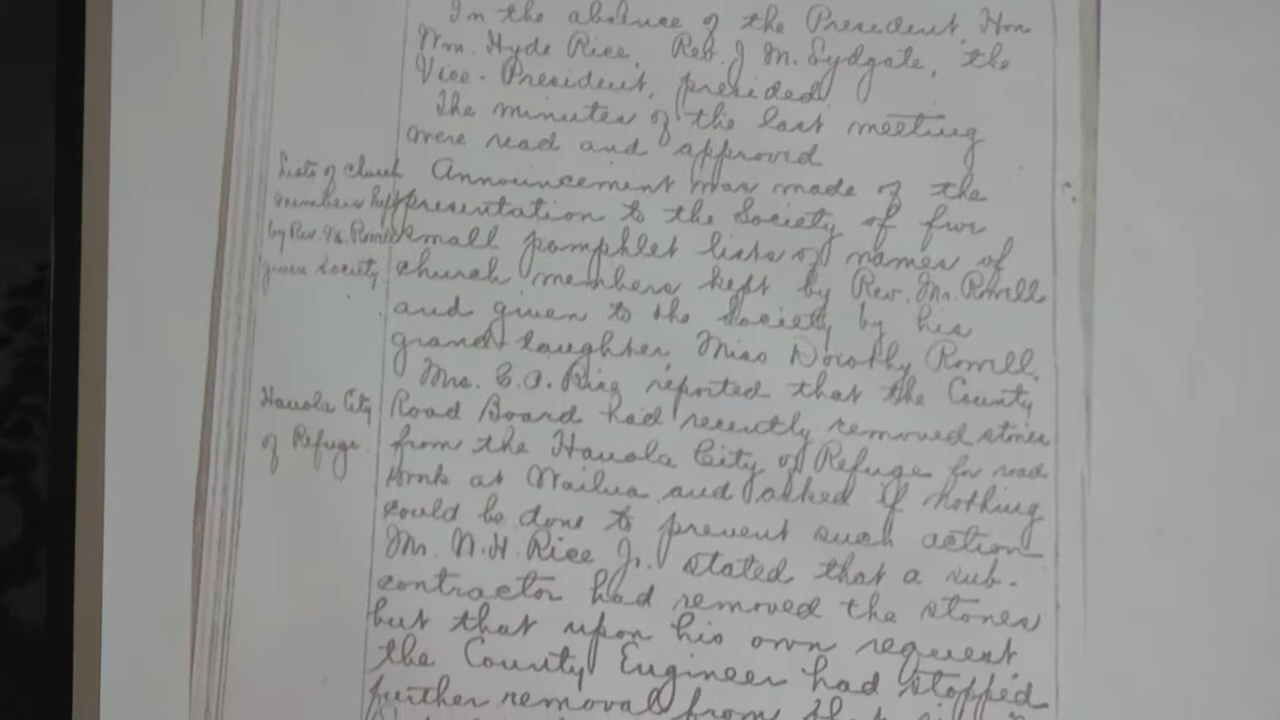 In the absence of the President, Hon
Wm. Hyde Rice, Rev. J. M. Lydgate, the
Vice-President, presided
The minutes of the last meeting
were read and approved
Lists of church
members kept
by Rev. Mr. Rowell
given Society
Announcement was made of the
presentation to the Society of four
small pamphlet lists of names of
church members kept by Rev. Mr. Rowell
and given to the Society by his
grand daughter, Miss Dorothy Rowell.
Hauola City
of Refuge
Mrs. E. A. Rice reported that the County
Road Board had recently removed stones
from the Hauola City of Refuge for road
work at Wailua and asked if nothing
could be done to prevent such action
Mr. W. H. Rice Jr. stated that a sub-
contractor had removed the stones
but that upon his own request
the County Engineer had stopped
further removal from